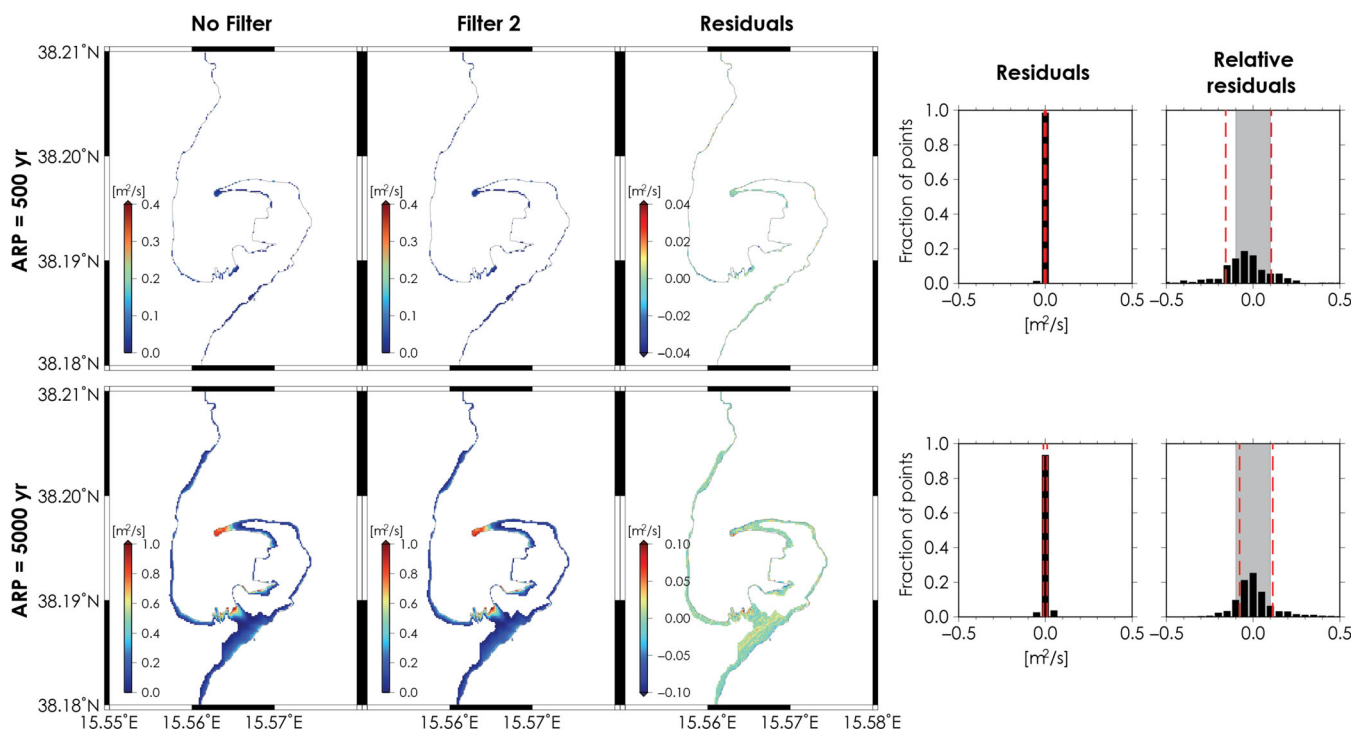 No Filter
Filter 2
Residuals
Residuals
Relative
residuals
38.21°N
38.20°N
38.19°N
38.18°N
ARP = 500 yr
[m²/s]
0.4
0.3
0.2
0.1
0.0
[m²/s]
0.4
0.3
0.2
0.1
0.0
[m²/s]
0.04
0.02
0.00
−0.02
−0.04
Fraction of points
1.0
0.8
0.6
0.4
0.2
0.0
−0.5 0.0 0.5
[m²/s]
−0.5 0.0 0.5
38.21°N
38.20°N
38.19°N
38.18°N
ARP = 5000 yr
[m²/s]
1.0
0.8
0.6
0.4
0.2
0.0
[m²/s]
1.0
0.8
0.6
0.4
0.2
0.0
[m²/s]
0.10
0.05
0.00
−0.05
−0.10
15.55°E 15.56°E 15.57°E
15.56°E 15.57°E
15.56°E 15.57°E 15.58°E
Fraction of points
1.0
0.8
0.6
0.4
0.2
0.0
−0.5 0.0 0.5
[m²/s]
−0.5 0.0 0.5